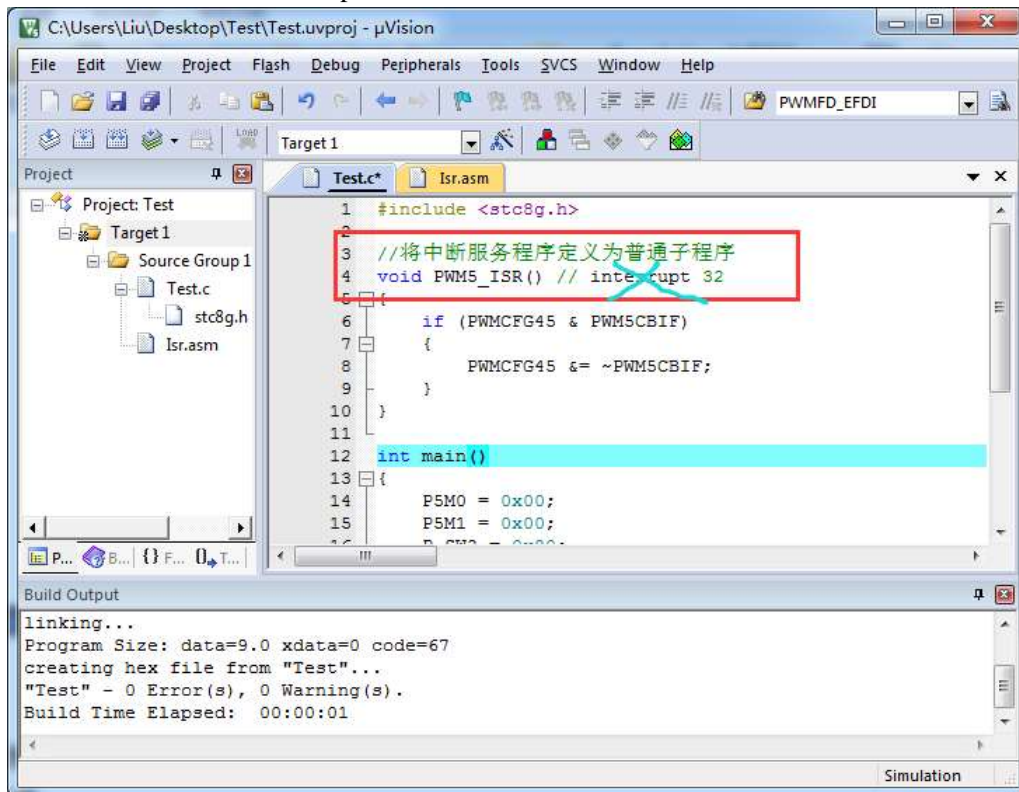 C:\Users\Liu\Desktop\Test\Test.uvproj - µVision
File Edit View Project Flash Debug Peripherals Tools SVCS Window Help
PWMFD_EFDI
LOAD Target 1
Project
Test.c* Isr.asm
Project: Test
Target 1
Source Group 1
Test.c
stc8g.h
Isr.asm
1 #include <stc8g.h>
2
3 //将中断服务程序定义为普通子程序
4 void PWM5_ISR() // interrupt 32
5 {
6 if (PWMCFG45 & PWM5CBIF)
7 {
8 PWMCFG45 &= ~PWM5CBIF;
9 }
10 }
11
12 int main()
13 {
14 P5M0 = 0x00;
15 P5M1 = 0x00;
P... B... {} F... T...
Build Output
linking...
Program Size: data=9.0 xdata=0 code=67
creating hex file from "Test"...
"Test" - 0 Error(s), 0 Warning(s).
Build Time Elapsed: 00:00:01
Simulation